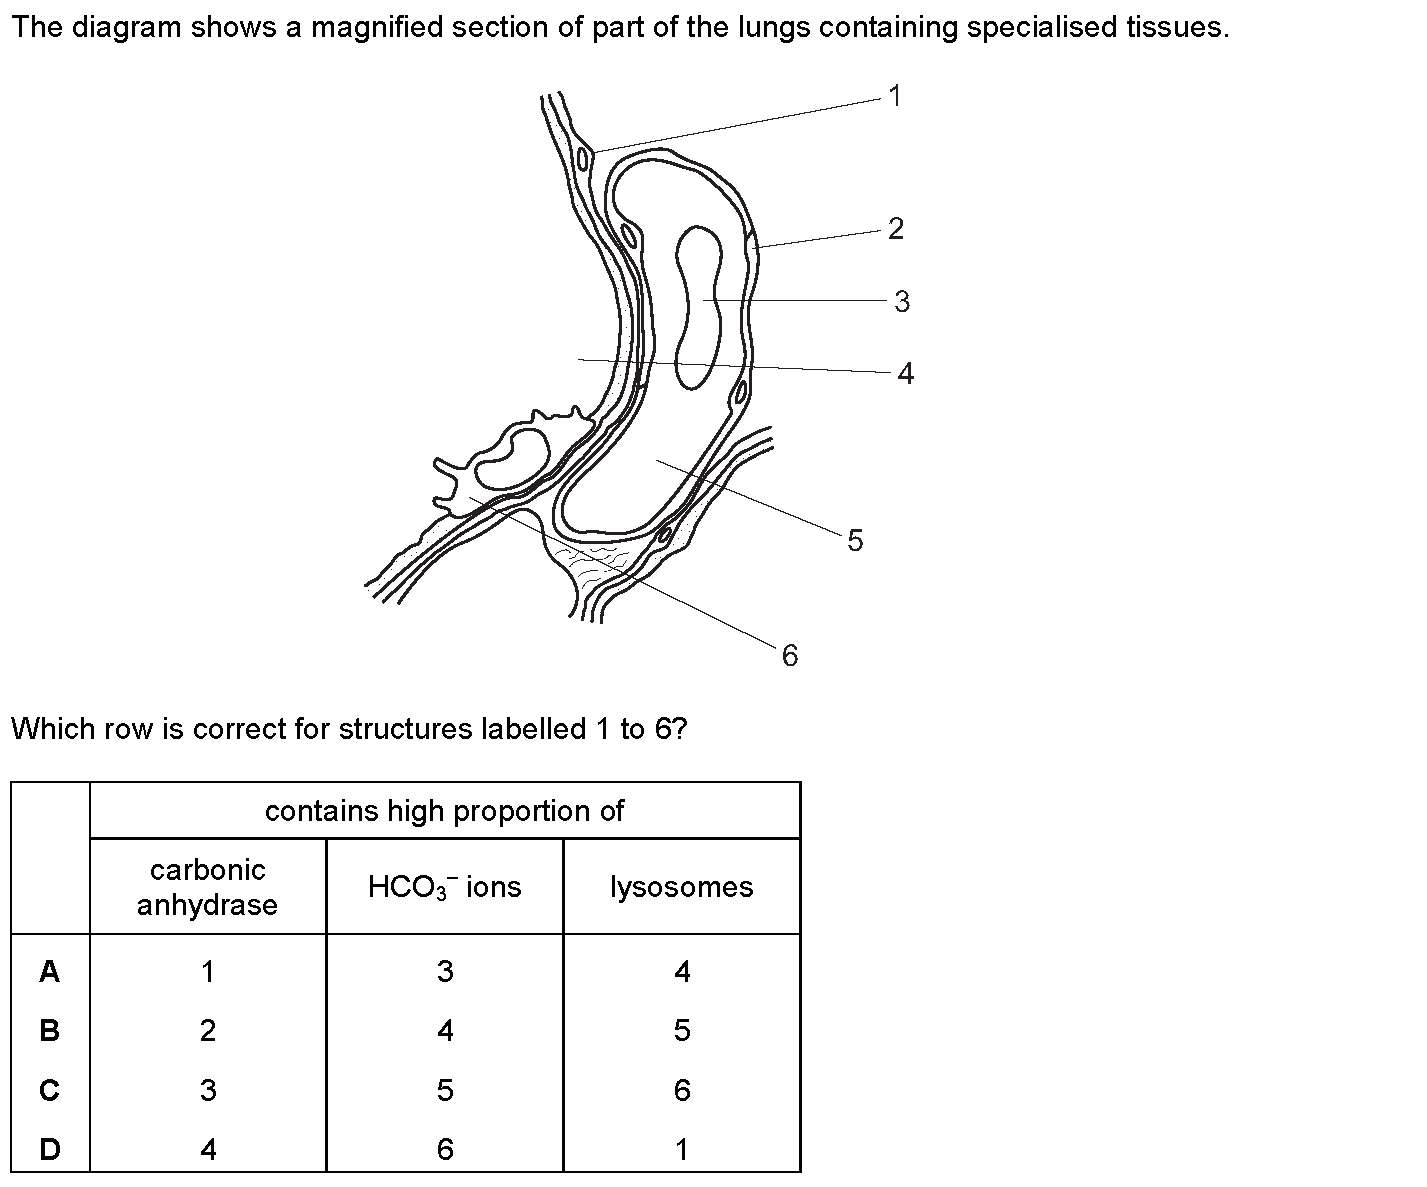 The diagram shows a magnified section of part of the lungs containing specialised tissues.
1
2
3
4
5
6
Which row is correct for structures labelled 1 to 6?
contains high proportion of
carbonic anhydrase HCO₃⁻ ions lysosomes
A 1 3 4
B 2 4 5
C 3 5 6
D 4 6 1